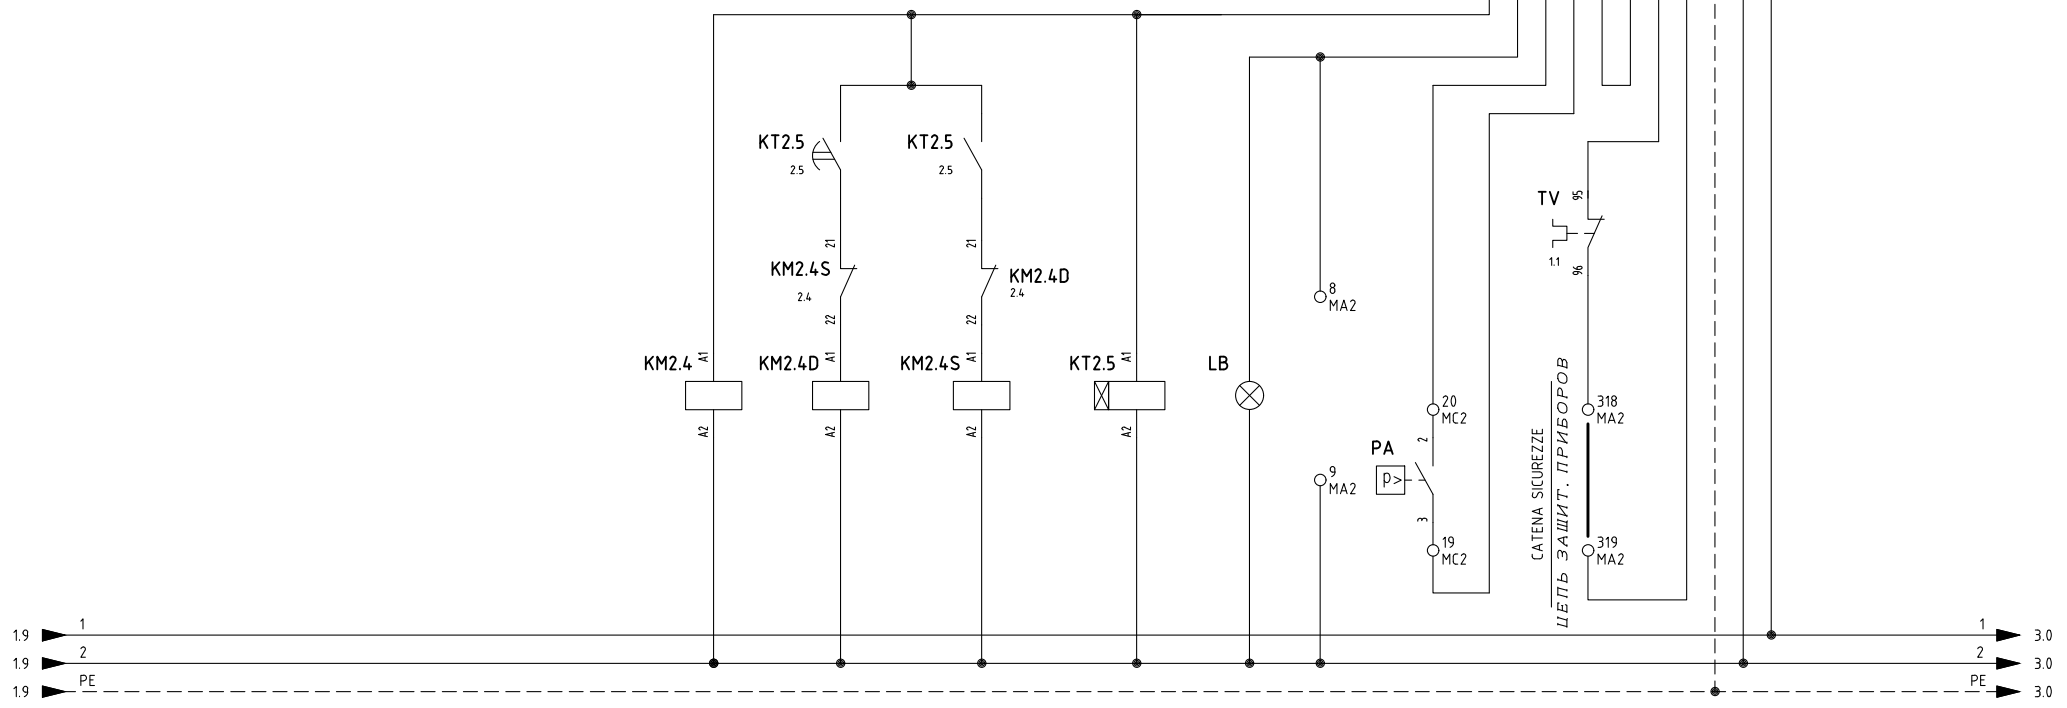 KT2.5
2.5
KT2.5
2.5
21
KM2.4S
2.4
22
21
KM2.4D
2.4
22
KM2.4
A1
A2
KM2.4D
A1
A2
KM2.4S
A1
A2
KT2.5
A1
A2
LB
8
MA2
9
MA2
20
MC2
2
PA
p>
3
19
MC2
TV
95
1.1
96
318
MA2
CATENA SICUREZZE
ЦЕПЬ ЗАЩИТ. ПРИБОРОВ
319
MA2
1.9 1 1 3.0
1.9 2 2 3.0
1.9 PE PE 3.0